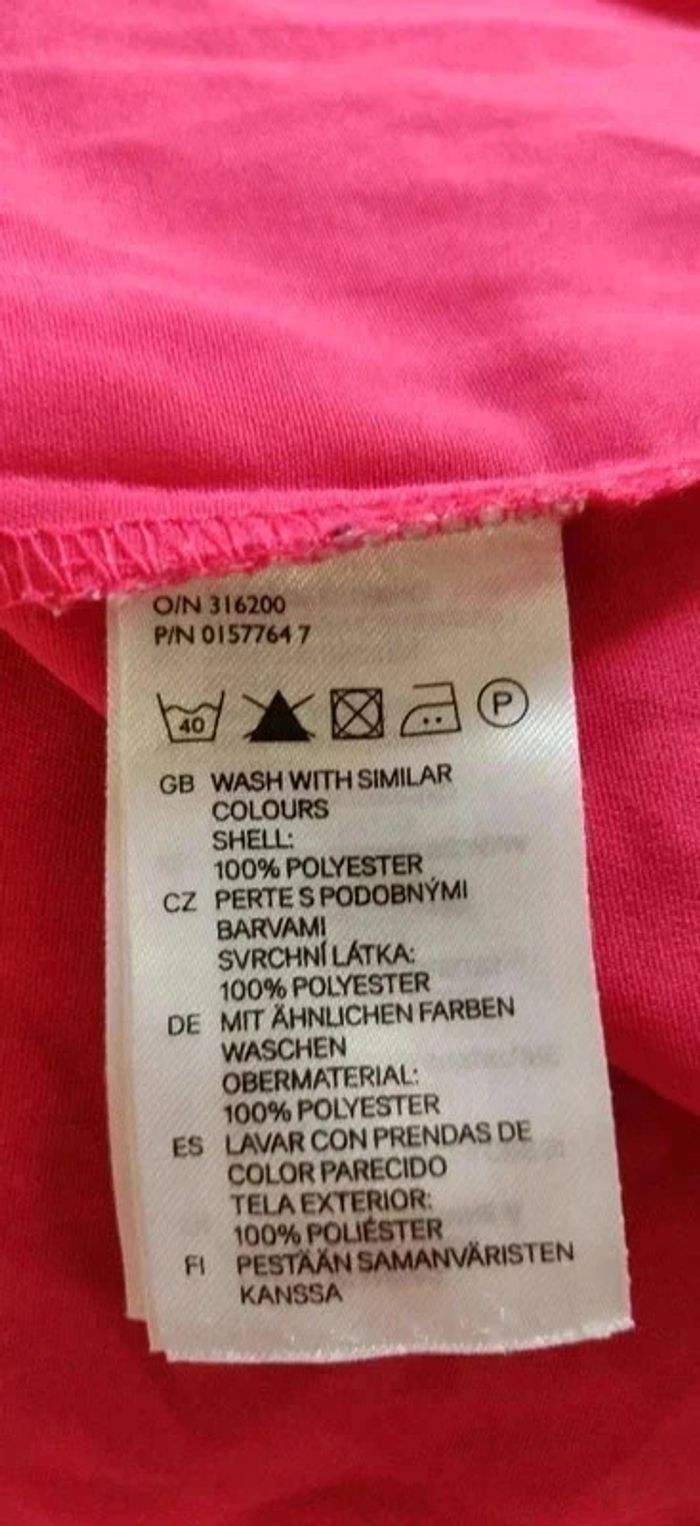 O/N 316200
P/N 0157764 7
40 P
GB WASH WITH SIMILAR
COLOURS
SHELL:
100% POLYESTER
CZ PERTE S PODOBNÝMI
BARVAMI
SVRCHNÍ LÁTKA:
100% POLYESTER
DE MIT ÄHNLICHEN FARBEN
WASCHEN
OBERMATERIAL:
100% POLYESTER
ES LAVAR CON PRENDAS DE
COLOR PARECIDO
TELA EXTERIOR:
100% POLIÉSTER
FI PESTÄÄN SAMANVÄRISTEN
KANSSA